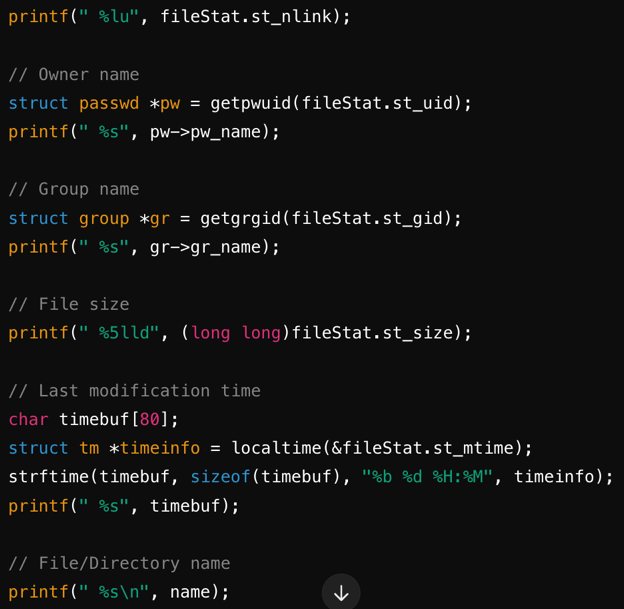 printf(" %lu", fileStat.st_nlink);
// Owner name
struct passwd *pw = getpwuid(fileStat.st_uid);
printf(" %s", pw->pw_name);
// Group name
struct group *gr = getgrgid(fileStat.st_gid);
printf(" %s", gr->gr_name);
// File size
printf(" %5lld", (long long)fileStat.st_size);
// Last modification time
char timebuf[80];
struct tm *timeinfo = localtime(&fileStat.st_mtime);
strftime(timebuf, sizeof(timebuf), "%b %d %H:%M", timeinfo);
printf(" %s", timebuf);
// File/Directory name
printf(" %s\n", name);